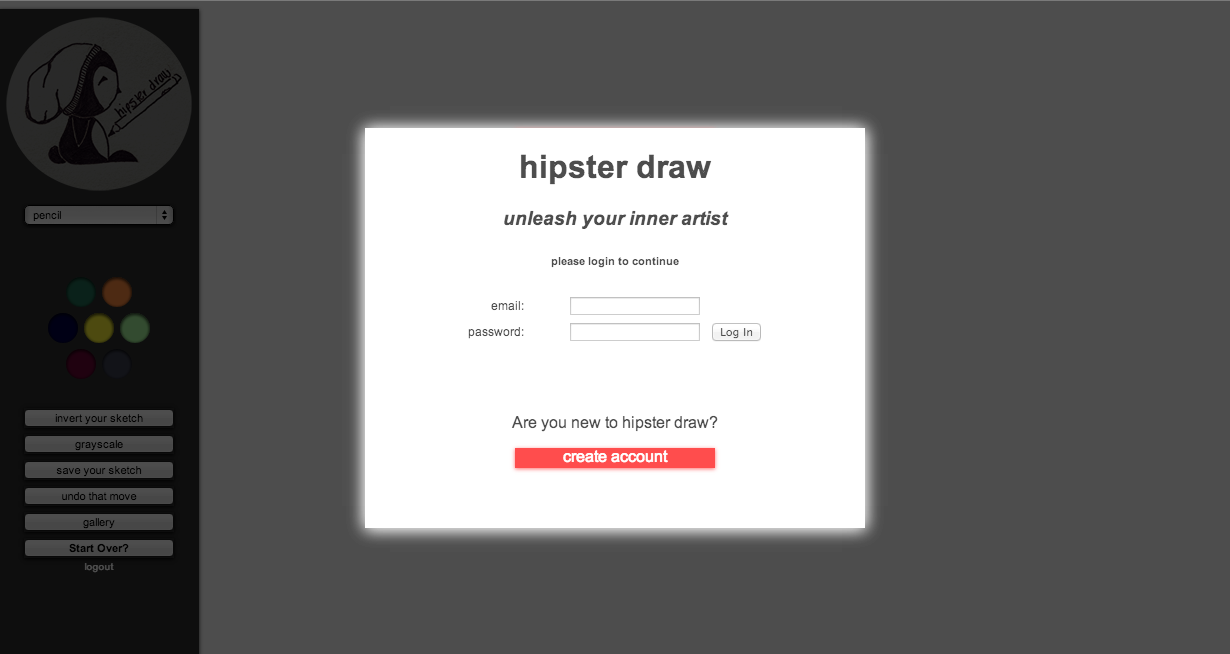 hipster draw
pencil
invert your sketch
grayscale
save your sketch
undo that move
gallery
Start Over?
logout
hipster draw
unleash your inner artist
please login to continue
email:
password:
Log In
Are you new to hipster draw?
create account